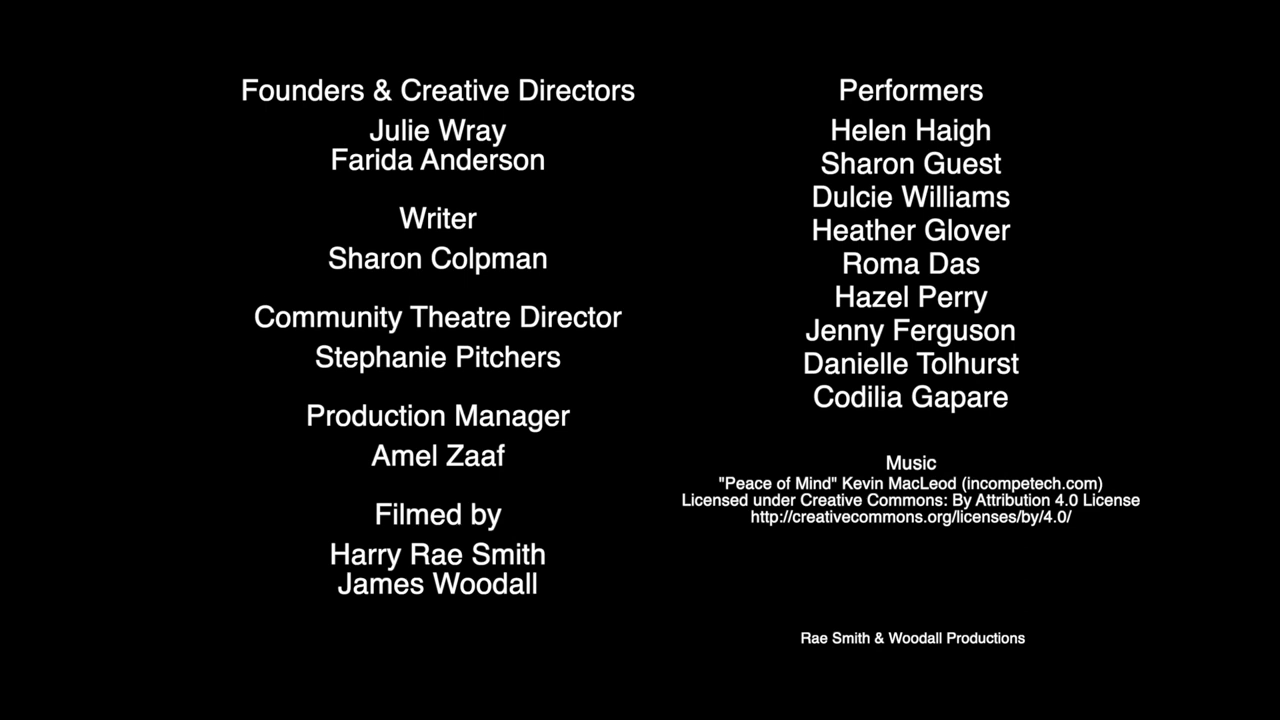 Founders & Creative Directors
Julie Wray
Farida Anderson
Writer
Sharon Colpman
Community Theatre Director
Stephanie Pitchers
Production Manager
Amel Zaaf
Filmed by
Harry Rae Smith
James Woodall
Performers
Helen Haigh
Sharon Guest
Dulcie Williams
Heather Glover
Roma Das
Hazel Perry
Jenny Ferguson
Danielle Tolhurst
Codilia Gapare
Music
"Peace of Mind" Kevin MacLeod (incompetech.com)
Licensed under Creative Commons: By Attribution 4.0 License
http://creativecommons.org/licenses/by/4.0/
Rae Smith & Woodall Productions